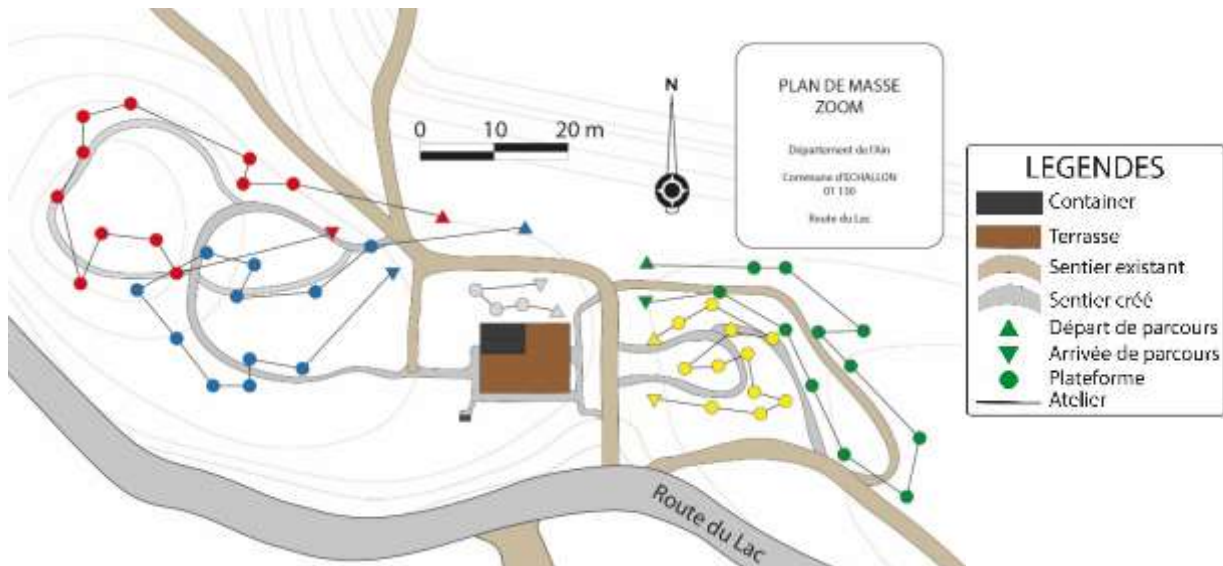 N
0 10 20 m
PLAN DE MASSE
ZOOM
Département de l'Ain
Commune d'ECHALLON
01 130
Route du Lac
LEGENDES
Container
Terrasse
Sentier existant
Sentier créé
Départ de parcours
Arrivée de parcours
Plateforme
Atelier
Route du Lac